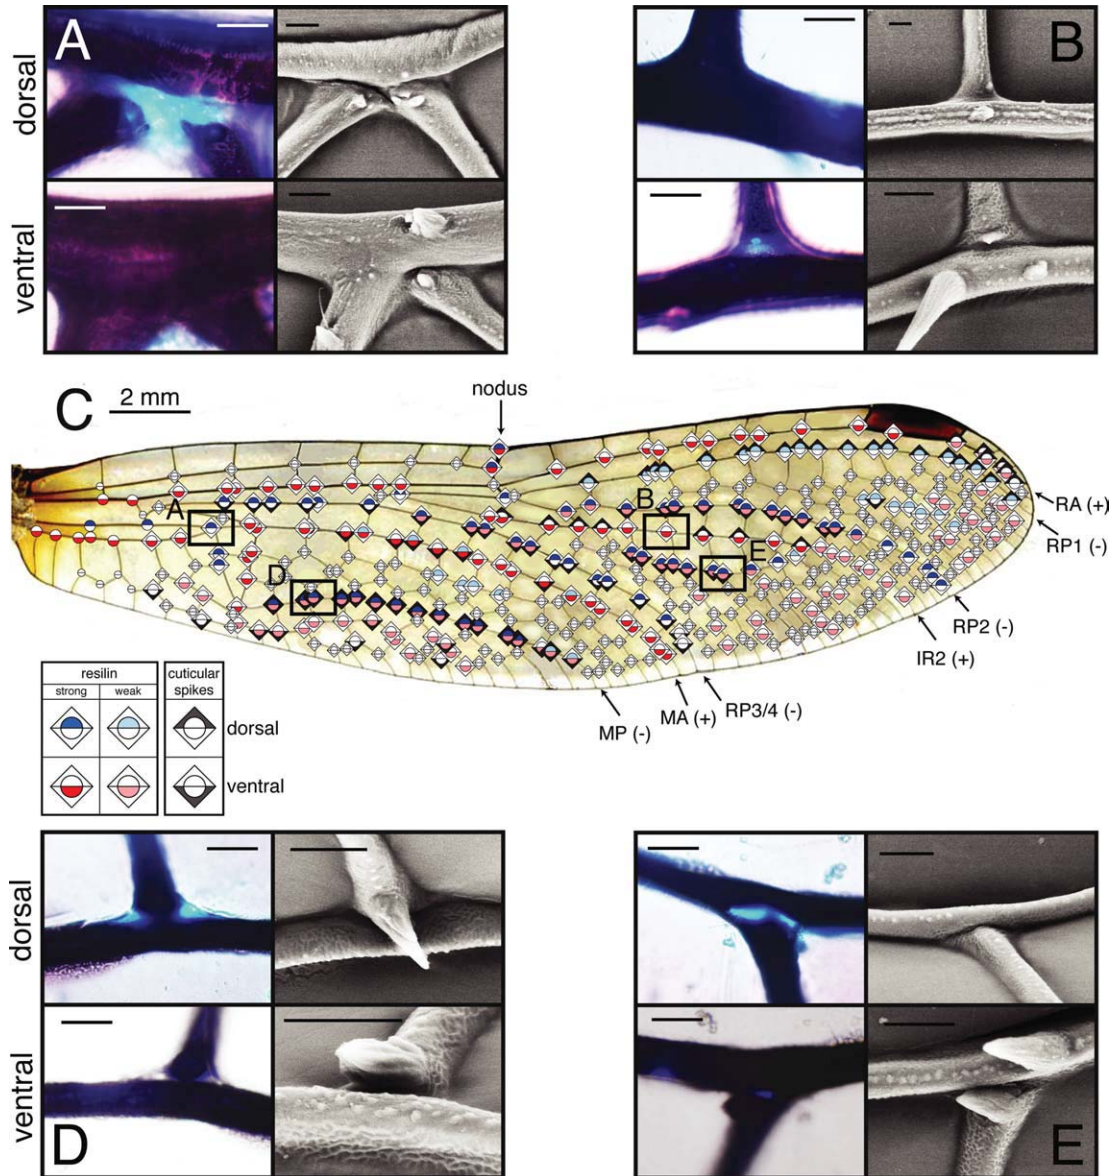 A
B
dorsal
ventral
C
2 mm
nodus
A
B
D
E
RA (+)
RP1 (-)
RP2 (-)
IR2 (+)
RP3/4 (-)
MA (+)
MP (-)
resilin
cuticular
spikes
strong
weak
dorsal
ventral
dorsal
ventral
D
E